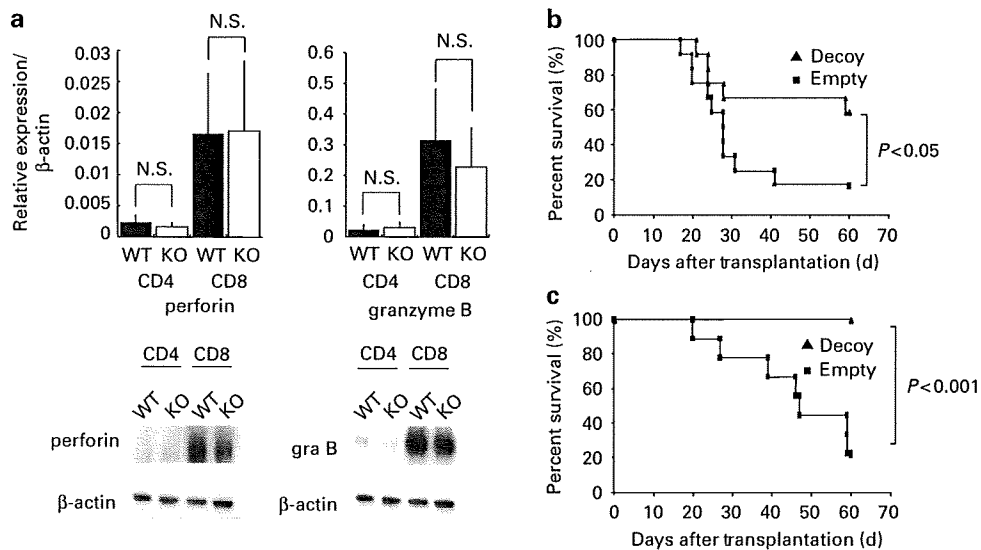 a
N.S.
N.S.
Relative expression/
β-actin
0.03
0.025
0.02
0.015
0.01
0.005
0
N.S.
WT KO WT KO
CD4 CD8
perforin
N.S.
0.6
0.5
0.4
0.3
0.2
0.1
0
N.S.
WT KO WT KO
CD4 CD8
granzyme B
CD4 CD8
WT KO WT KO
perforin
β-actin
CD4 CD8
WT KO WT KO
gra B
β-actin
b
Percent survival (%)
100
80
60
40
20
0
Decoy
Empty
P<0.05
0 10 20 30 40 50 60 70
Days after transplantation (d)
c
Percent survival (%)
100
80
60
40
20
0
Decoy
Empty
P<0.001
0 10 20 30 40 50 60 70
Days after transplantation (d)